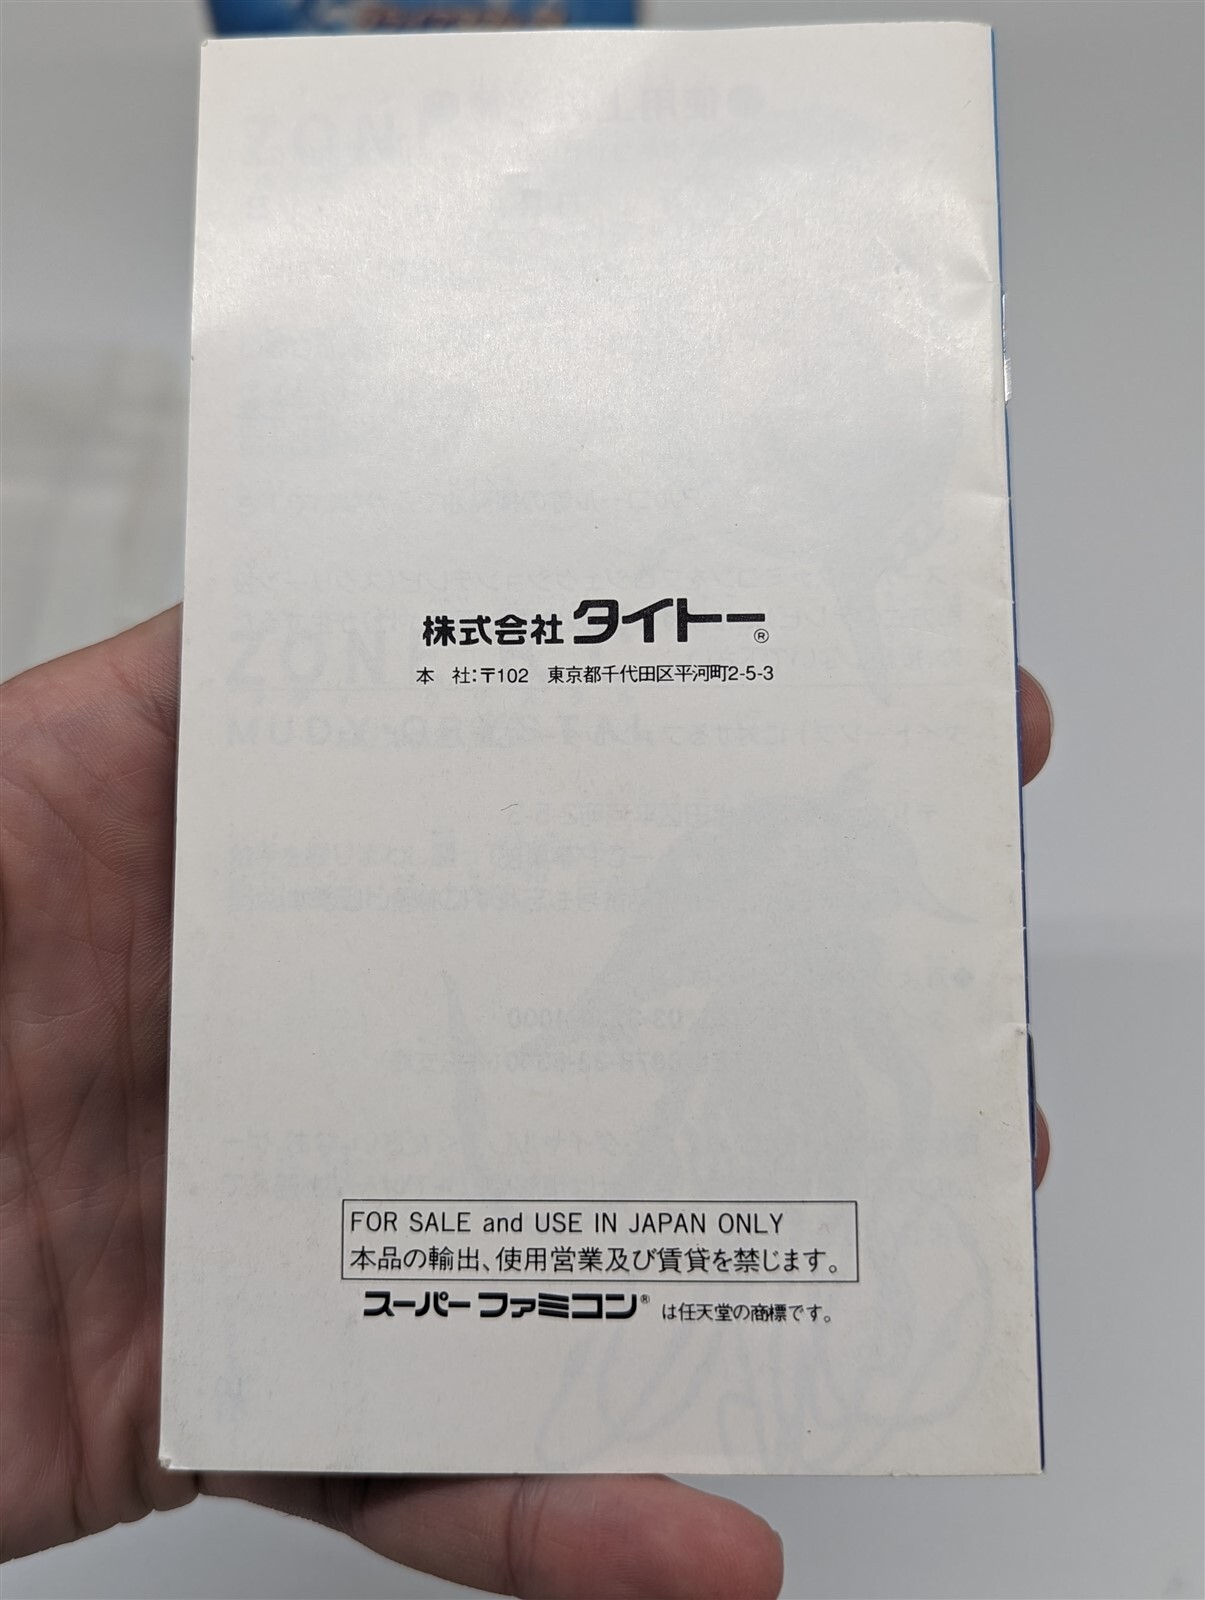 株式会社 タイトー®
本 社:〒102 東京都千代田区平河町2-5-3
FOR SALE and USE IN JAPAN ONLY
本品の輸出、使用営業及び賃貸を禁じます。
スーパーファミコン® は任天堂の商標です。